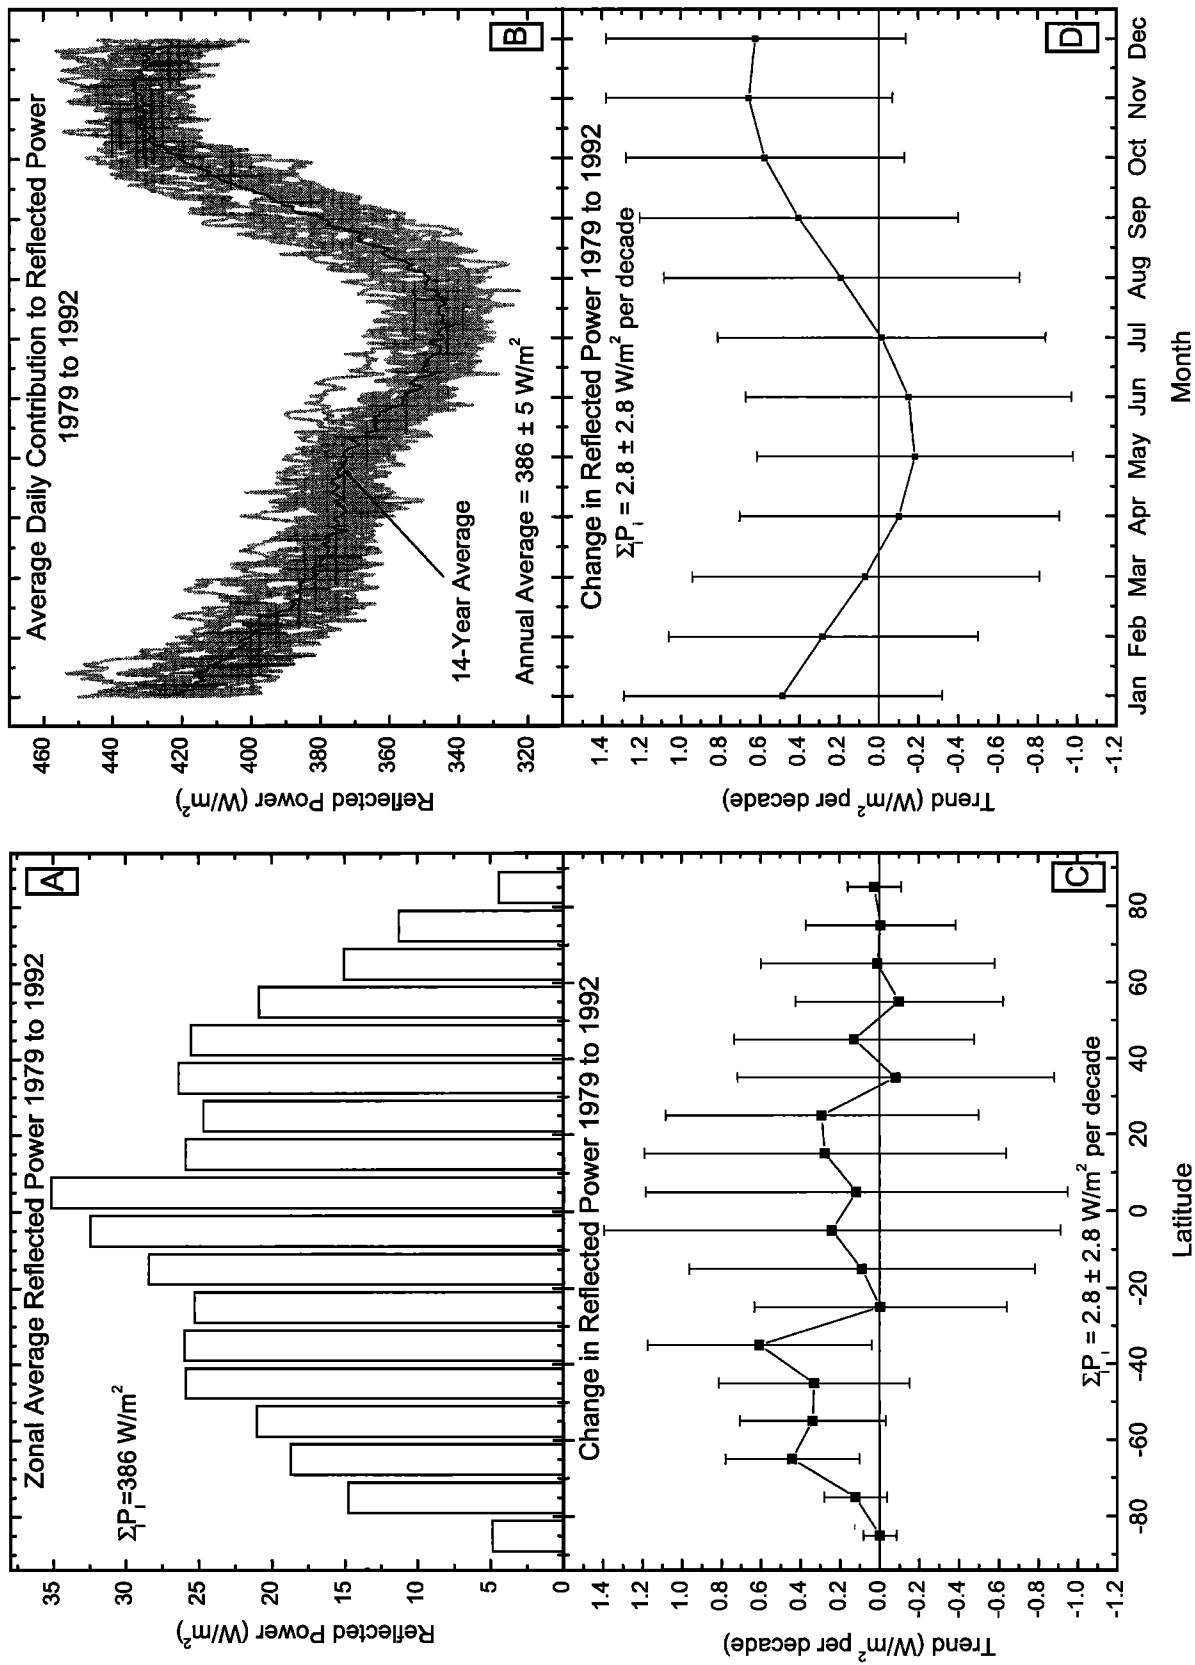 Zonal Average Reflected Power 1979 to 1992
A
ΣᵢPᵢ=386 W/m²
Reflected Power (W/m²)
35
30
25
20
15
10
5
0
Average Daily Contribution to Reflected Power
1979 to 1992
B
14-Year Average
Annual Average = 386 ± 5 W/m²
Reflected Power (W/m²)
460
440
420
400
380
360
340
320
Change in Reflected Power 1979 to 1992
C
ΣᵢPᵢ = 2.8 ± 2.8 W/m² per decade
Trend (W/m² per decade)
1.4
1.2
1.0
0.8
0.6
0.4
0.2
0.0
-0.2
-0.4
-0.6
-0.8
-1.0
-1.2
-80 -60 -40 -20 0 20 40 60 80
Latitude
Change in Reflected Power 1979 to 1992
ΣᵢPᵢ = 2.8 ± 2.8 W/m² per decade
D
Trend (W/m² per decade)
1.4
1.2
1.0
0.8
0.6
0.4
0.2
0.0
-0.2
-0.4
-0.6
-0.8
-1.0
-1.2
Jan Feb Mar Apr May Jun Jul Aug Sep Oct Nov Dec
Month